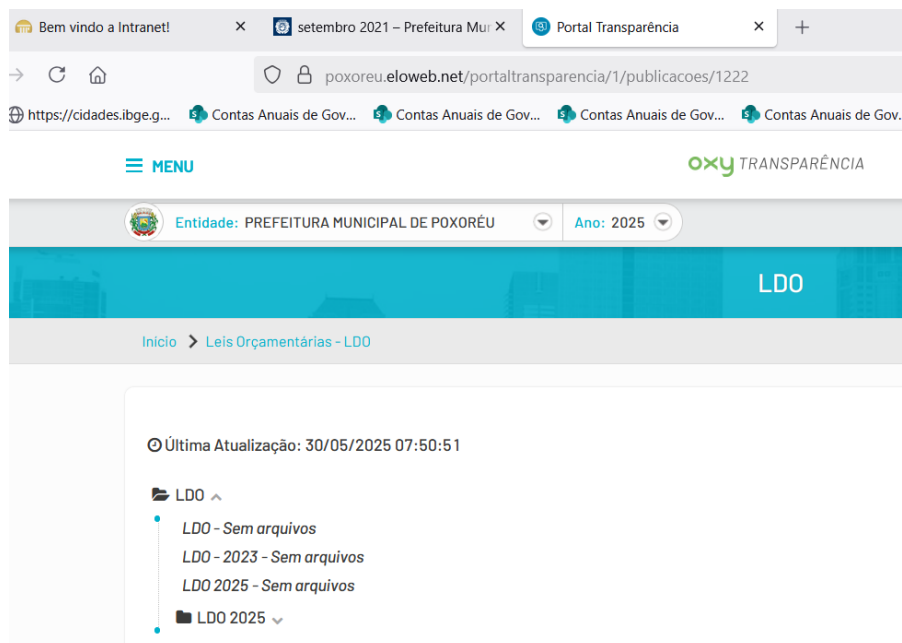 Bem vindo a Intranet!
setembro 2021 – Prefeitura Mur
Portal Transparência
poxoreu.eloweb.net/portaltransparencia/1/publicacoes/1222
https://cidades.ibge.g...
Contas Anuais de Gov...
Contas Anuais de Gov...
Contas Anuais de Gov...
Contas Anuais de Gov.
MENU
oxy TRANSPARÊNCIA
Entidade: PREFEITURA MUNICIPAL DE POXORÉU
Ano: 2025
LDO
Início > Leis Orçamentárias - LDO
Última Atualização: 30/05/2025 07:50:51
LDO
LDO - Sem arquivos
LDO - 2023 - Sem arquivos
LDO 2025 - Sem arquivos
LDO 2025